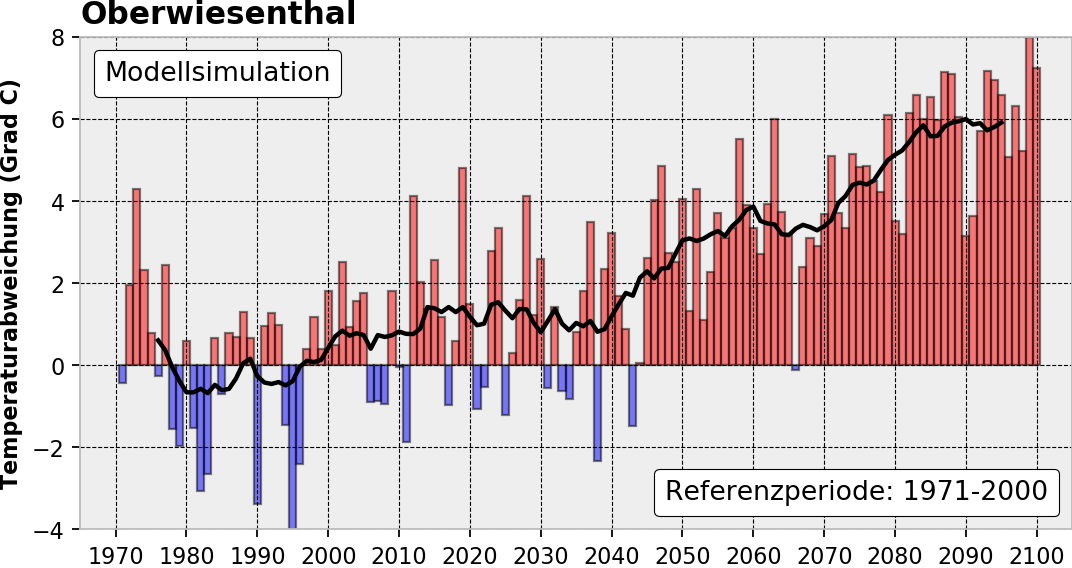 Oberwiesenthal
Temperaturabweichung (Grad C)
8
6
4
2
0
−2
−4
Modellsimulation
Referenzperiode: 1971-2000
1970 1980 1990 2000 2010 2020 2030 2040 2050 2060 2070 2080 2090 2100